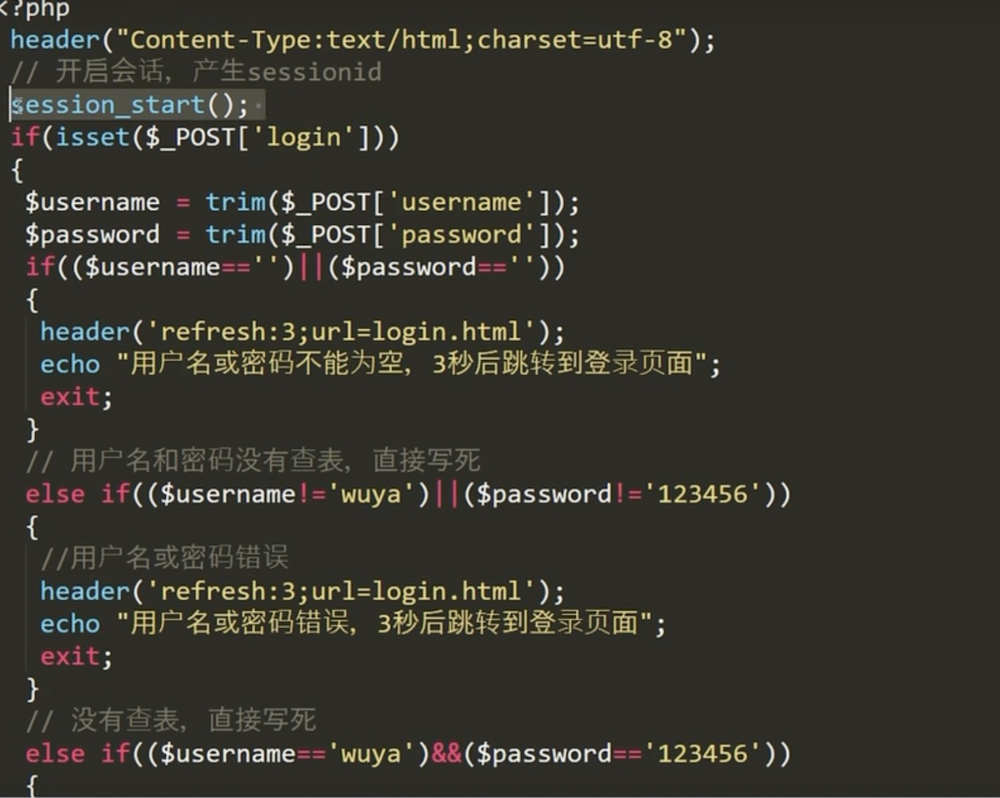 <?php
header("Content-Type:text/html;charset=utf-8");
// 开启会话，产生sessionid
session_start();
if(isset($_POST['login']))
{
$username = trim($_POST['username']);
$password = trim($_POST['password']);
if(($username=='')||($password==''))
{
header('refresh:3;url=login.html');
echo "用户名或密码不能为空，3秒后跳转到登录页面";
exit;
}
// 用户名和密码没有查表，直接写死
else if(($username!='wuya')||($password!='123456'))
{
//用户名或密码错误
header('refresh:3;url=login.html');
echo "用户名或密码错误，3秒后跳转到登录页面";
exit;
}
// 没有查表，直接写死
else if(($username=='wuya')&&($password=='123456'))
{